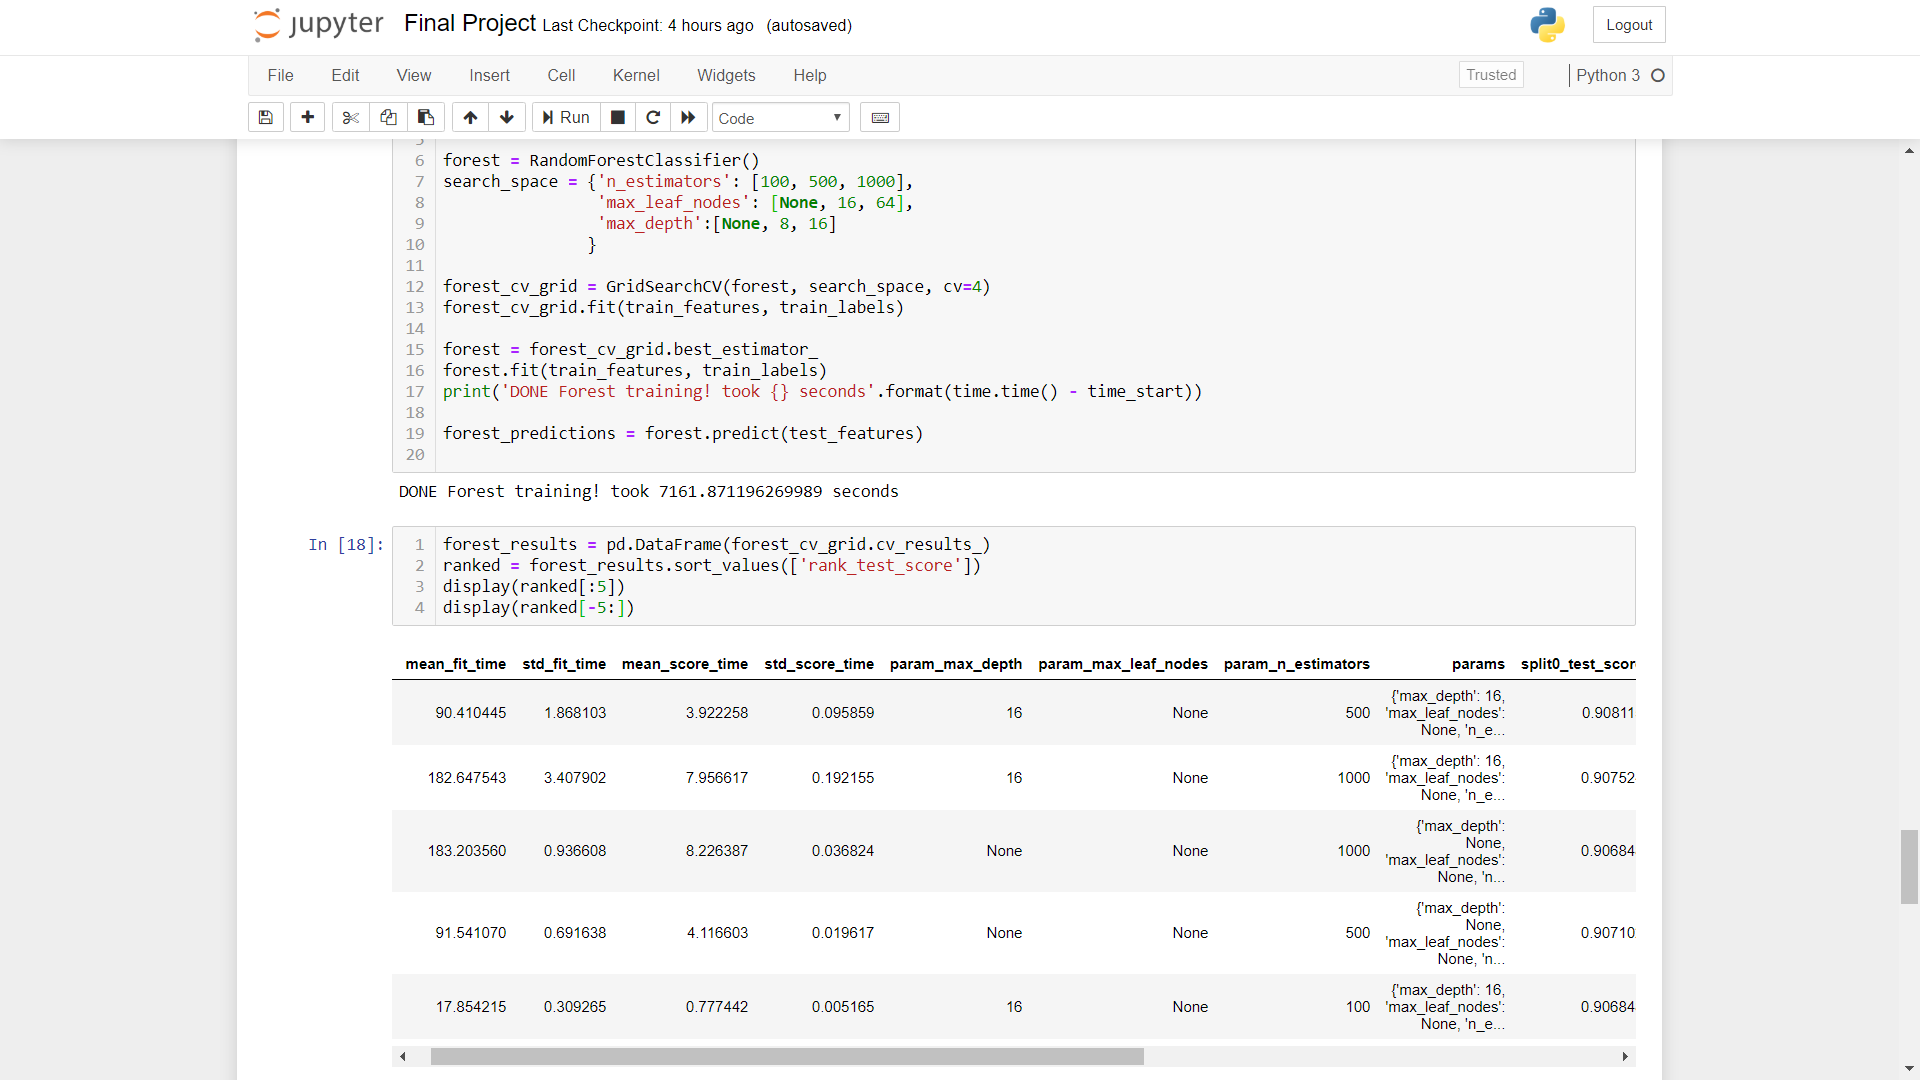 jupyter Final Project Last Checkpoint: 4 hours ago (autosaved) Logout
File Edit View Insert Cell Kernel Widgets Help Trusted Python 3
Run Code
6 forest = RandomForestClassifier()
7 search_space = {'n_estimators': [100, 500, 1000],
8 'max_leaf_nodes': [None, 16, 64],
9 'max_depth':[None, 8, 16]
10 }
11
12 forest_cv_grid = GridSearchCV(forest, search_space, cv=4)
13 forest_cv_grid.fit(train_features, train_labels)
14
15 forest = forest_cv_grid.best_estimator_
16 forest.fit(train_features, train_labels)
17 print('DONE Forest training! took {} seconds'.format(time.time() - time_start))
18
19 forest_predictions = forest.predict(test_features)
20
DONE Forest training! took 7161.871196269989 seconds
In [18]:
1 forest_results = pd.DataFrame(forest_cv_grid.cv_results_)
2 ranked = forest_results.sort_values(['rank_test_score'])
3 display(ranked[:5])
4 display(ranked[-5:])
mean_fit_time std_fit_time mean_score_time std_score_time param_max_depth param_max_leaf_nodes param_n_estimators params split0_test_scor
{'max_depth': 16,
90.410445 1.868103 3.922258 0.095859 16 None 500 'max_leaf_nodes': 0.90811
None, 'n_e...
{'max_depth': 16,
182.647543 3.407902 7.956617 0.192155 16 None 1000 'max_leaf_nodes': 0.90752
None, 'n_e...
{'max_depth':
None,
183.203560 0.936608 8.226387 0.036824 None None 1000 0.90684
'max_leaf_nodes':
None, 'n...
{'max_depth':
None,
91.541070 0.691638 4.116603 0.019617 None None 500 0.90710
'max_leaf_nodes':
None, 'n...
{'max_depth': 16,
17.854215 0.309265 0.777442 0.005165 16 None 100 'max_leaf_nodes': 0.90684
None, 'n_e...